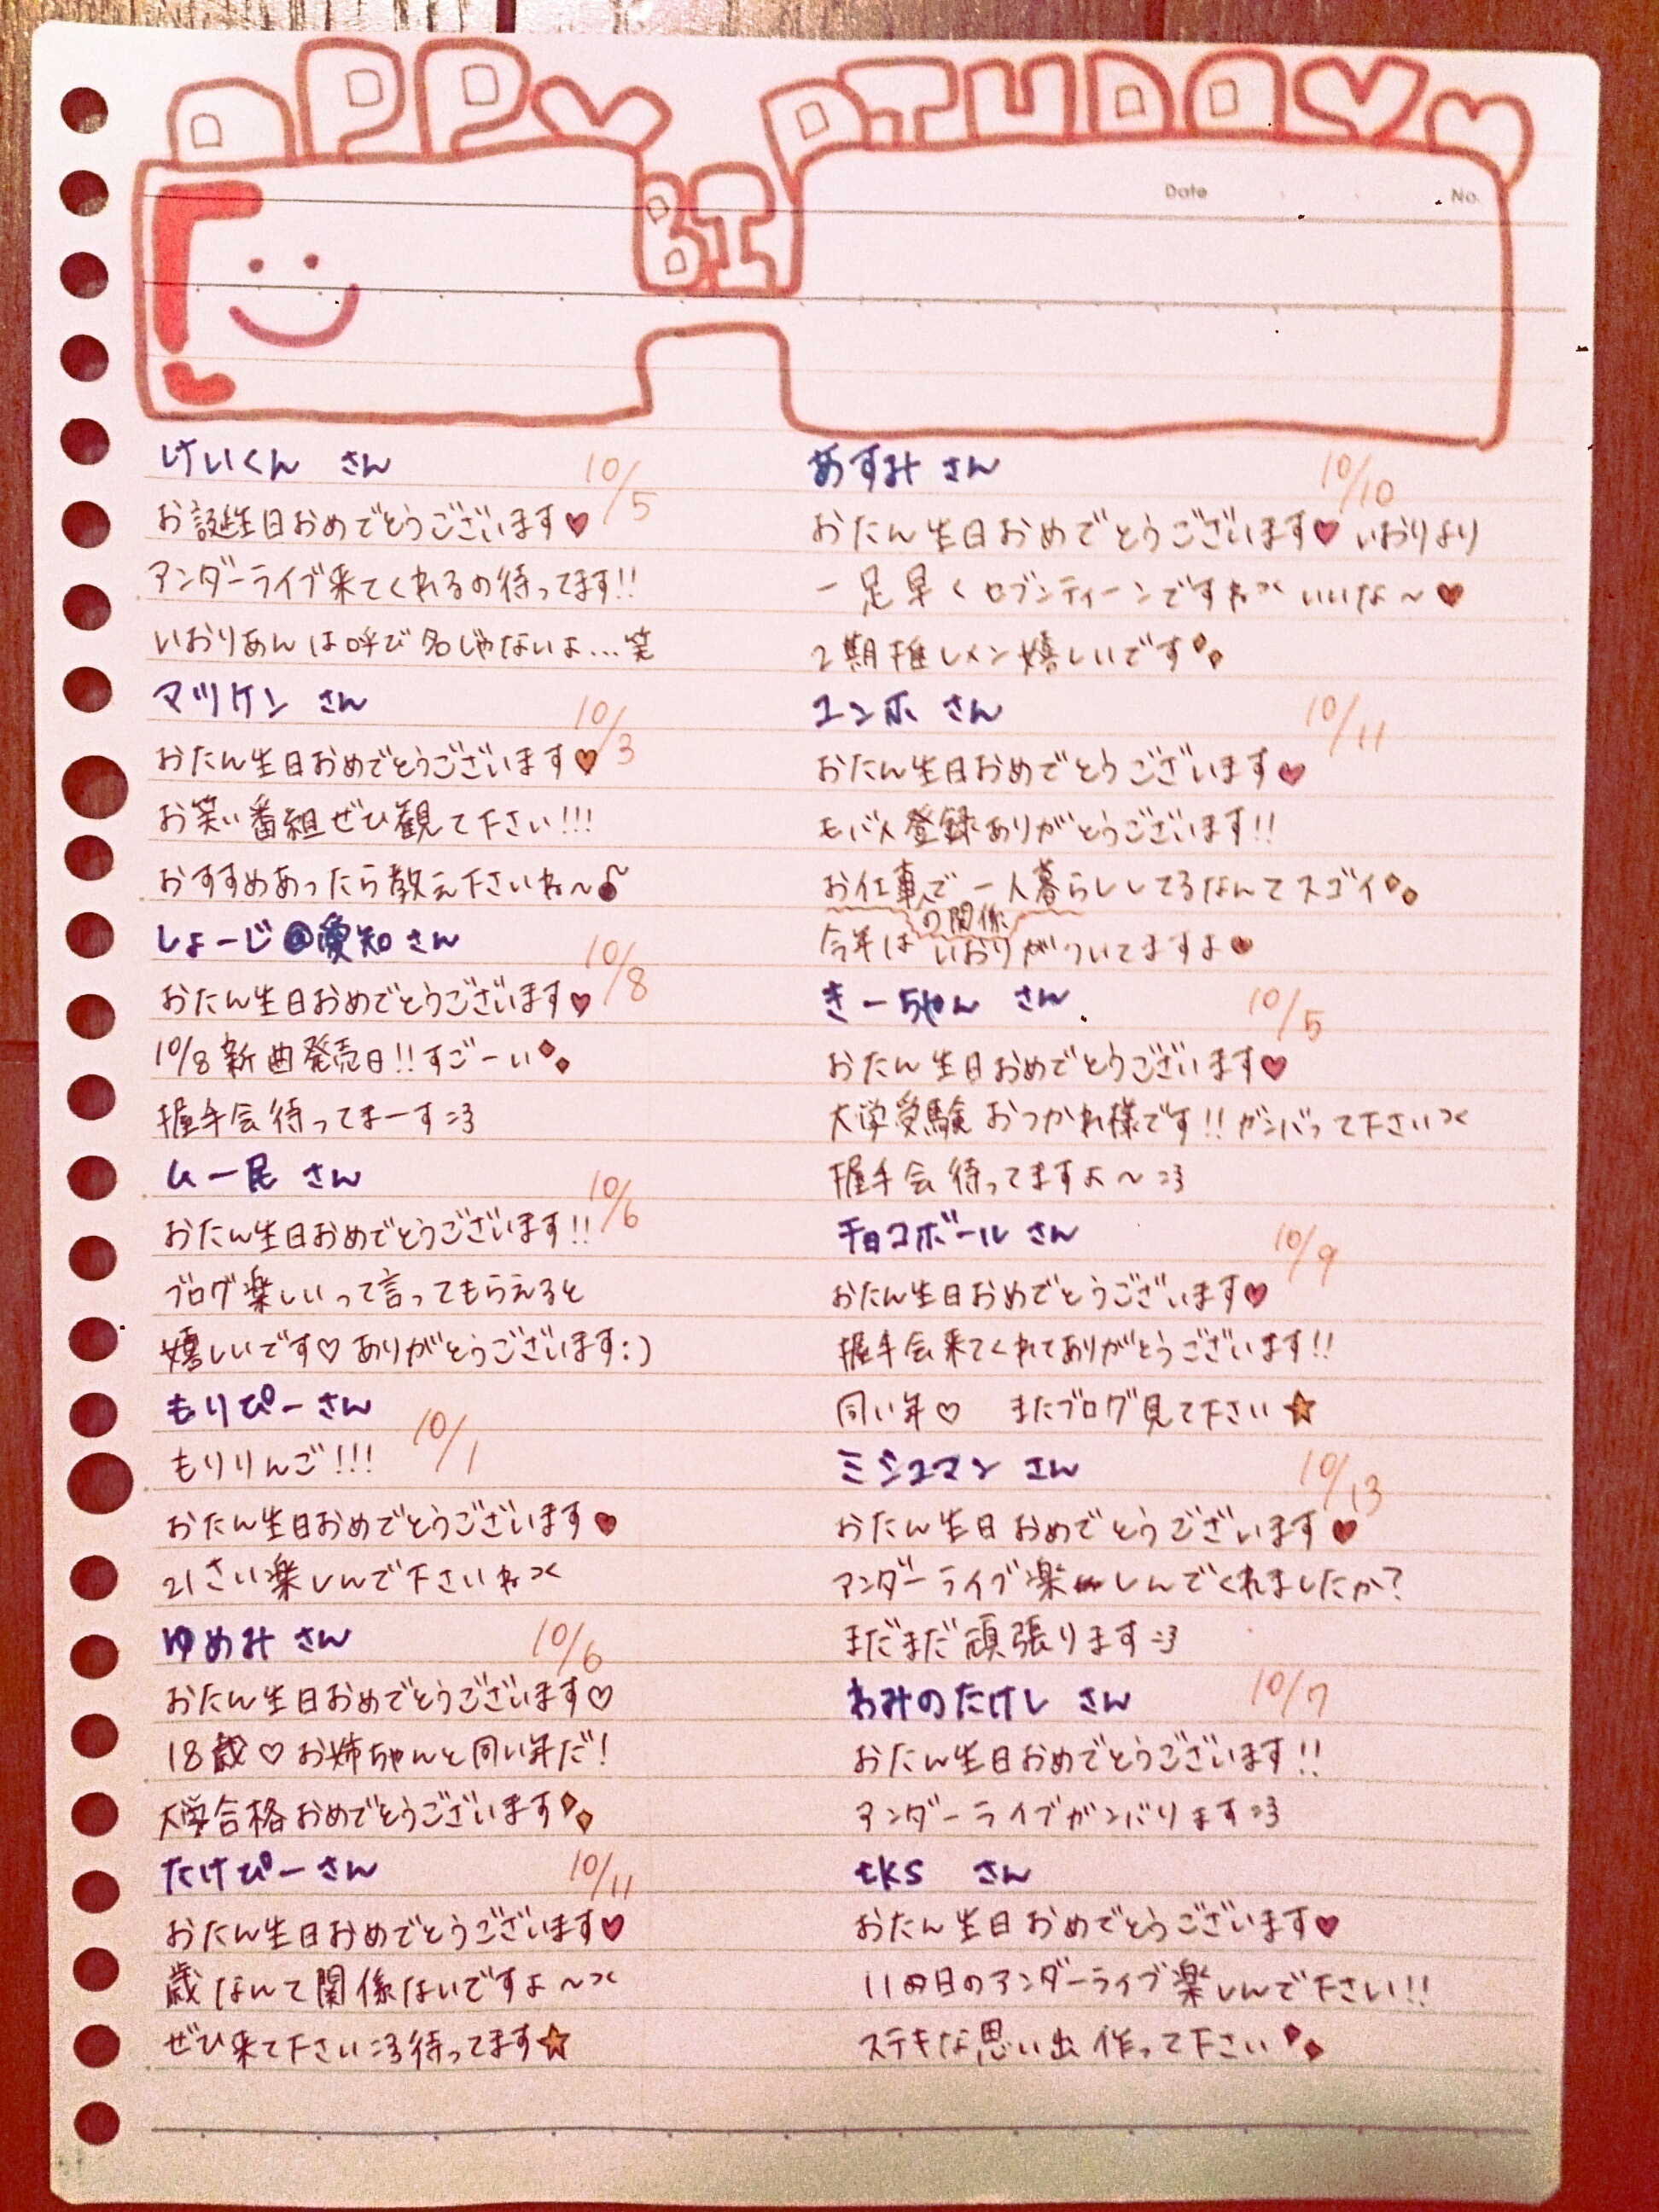 HAPPY BIRTHDAY
Date No.
けいくん さん 10/5
お誕生日おめでとうございます♥
アンダーライブ来てくれるの待ってます!!
いおりあんは呼び名じゃないよ...笑
マツケン さん 10/3
おたん生日おめでとうございます♥
お笑い番組ぜひ観て下さい!!!
おすすめあったら教え下さいね〜
しょーじ@愛知さん 10/8
おたん生日おめでとうございます♥
10/8新曲発売日!!すごーい
握手会待ってまーす:3
ムー民 さん 10/6
おたん生日おめでとうございます!!
ブログ楽しいって言ってもらえると
嬉しいです♡ありがとうございます:)
もりぴーさん 10/1
もりりんご!!!
おたん生日おめでとうございます♥
21さい楽しんで下さいね
ゆめみさん 10/6
おたん生日おめでとうございます♡
18歳♡お姉ちゃんと同い年だ!
大学合格おめでとうございます
たけぴーさん 10/11
おたん生日おめでとうございます♥
歳なんて関係ないですよ〜
ぜひ来て下さい:3待ってます☆
あすみさん 10/10
おたん生日おめでとうございます♥いおりより
一足早くセブンティーンですね いいな〜♥
2期推しメン嬉しいです
ユンホさん 10/11
おたん生日おめでとうございます♥
モバメ登録ありがとうございます!!
お仕事で一人暮らししてるなんてスゴイ
の関係
今年はいおりがついてますよ♥
きーちゃん さん 10/5
おたん生日おめでとうございます♥
大学受験おつかれ様です!!ガンバって下さい
握手会待ってますよ〜:3
チョコボールさん 10/9
おたん生日おめでとうございます♥
握手会来てくれてありがとうございます!!
同い年♡ またブログ見て下さい☆
ミシュマンさん 10/13
おたん生日おめでとうございます♥
アンダーライブ楽しんでくれましたか?
まだまだ頑張ります:3
わみのたけしさん 10/7
おたん生日おめでとうございます!!
アンダーライブガンバります:3
tks さん
おたん生日おめでとうございます♥
11日のアンダーライブ楽しんで下さい!!
ステキな思い出作って下さい